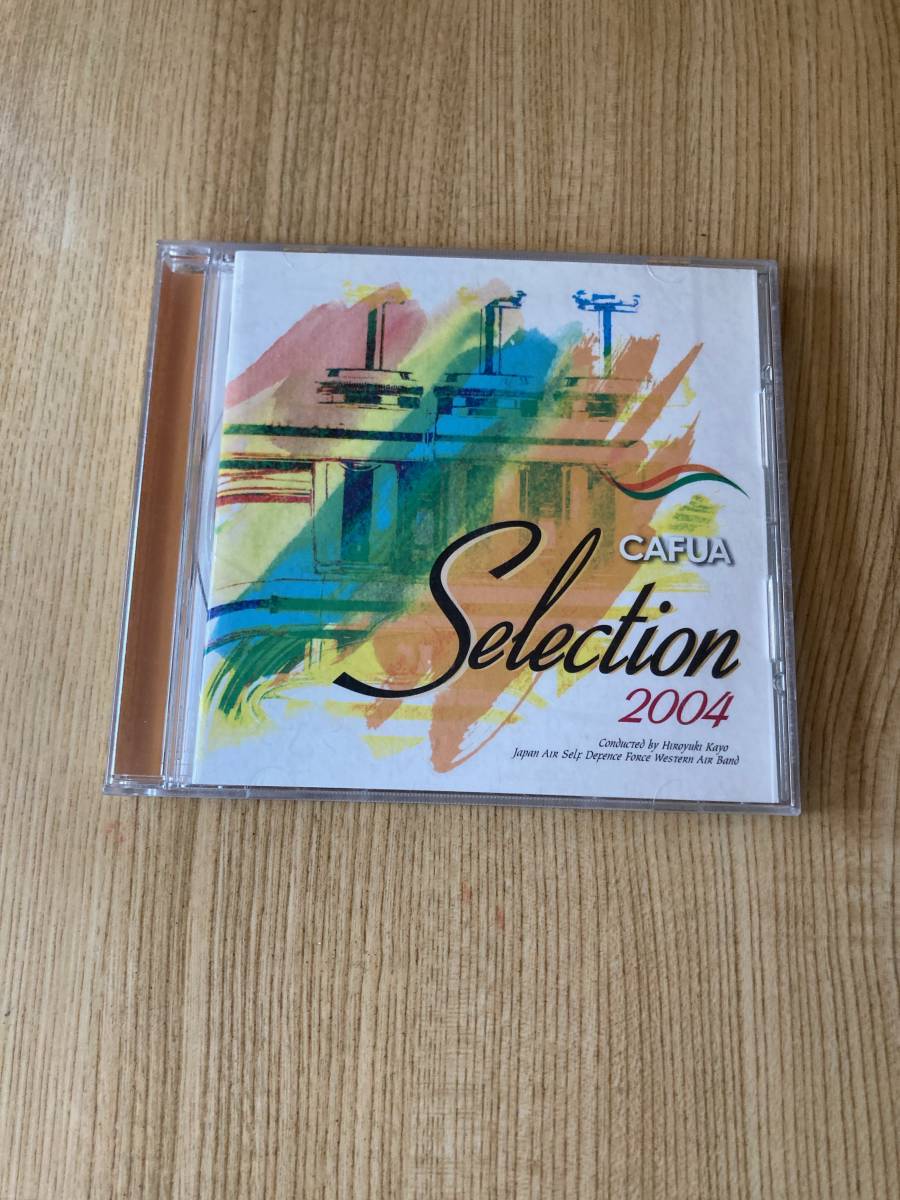 CAFUA
Selection
2004
Conducted by Hiroyuki Kayo
Japan Air Self Defence Force Western Air Band